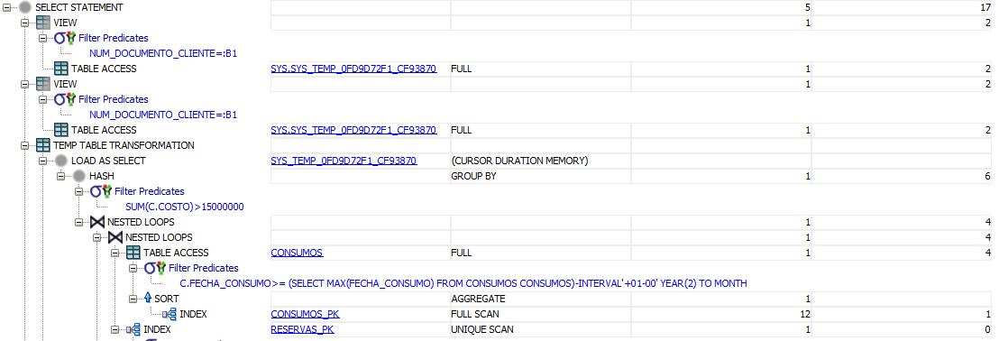 SELECT STATEMENT 5 17
VIEW 1 2
Filter Predicates
NUM_DOCUMENTO_CLIENTE=:B1
TABLE ACCESS SYS.SYS_TEMP_0FD9D72F1_CF93870 FULL 1 2
VIEW 1 2
Filter Predicates
NUM_DOCUMENTO_CLIENTE=:B1
TABLE ACCESS SYS.SYS_TEMP_0FD9D72F1_CF93870 FULL 1 2
TEMP TABLE TRANSFORMATION
LOAD AS SELECT SYS_TEMP_0FD9D72F1_CF93870 (CURSOR DURATION MEMORY)
HASH GROUP BY 1 6
Filter Predicates
SUM(C.COSTO)>15000000
NESTED LOOPS 1 4
NESTED LOOPS 1 4
TABLE ACCESS CONSUMOS FULL 1 4
Filter Predicates
C.FECHA_CONSUMO>= (SELECT MAX(FECHA_CONSUMO) FROM CONSUMOS CONSUMOS)-INTERVAL'+01-00' YEAR(2) TO MONTH
SORT AGGREGATE 1
INDEX CONSUMOS_PK FULL SCAN 12 1
INDEX RESERVAS_PK UNIQUE SCAN 1 0